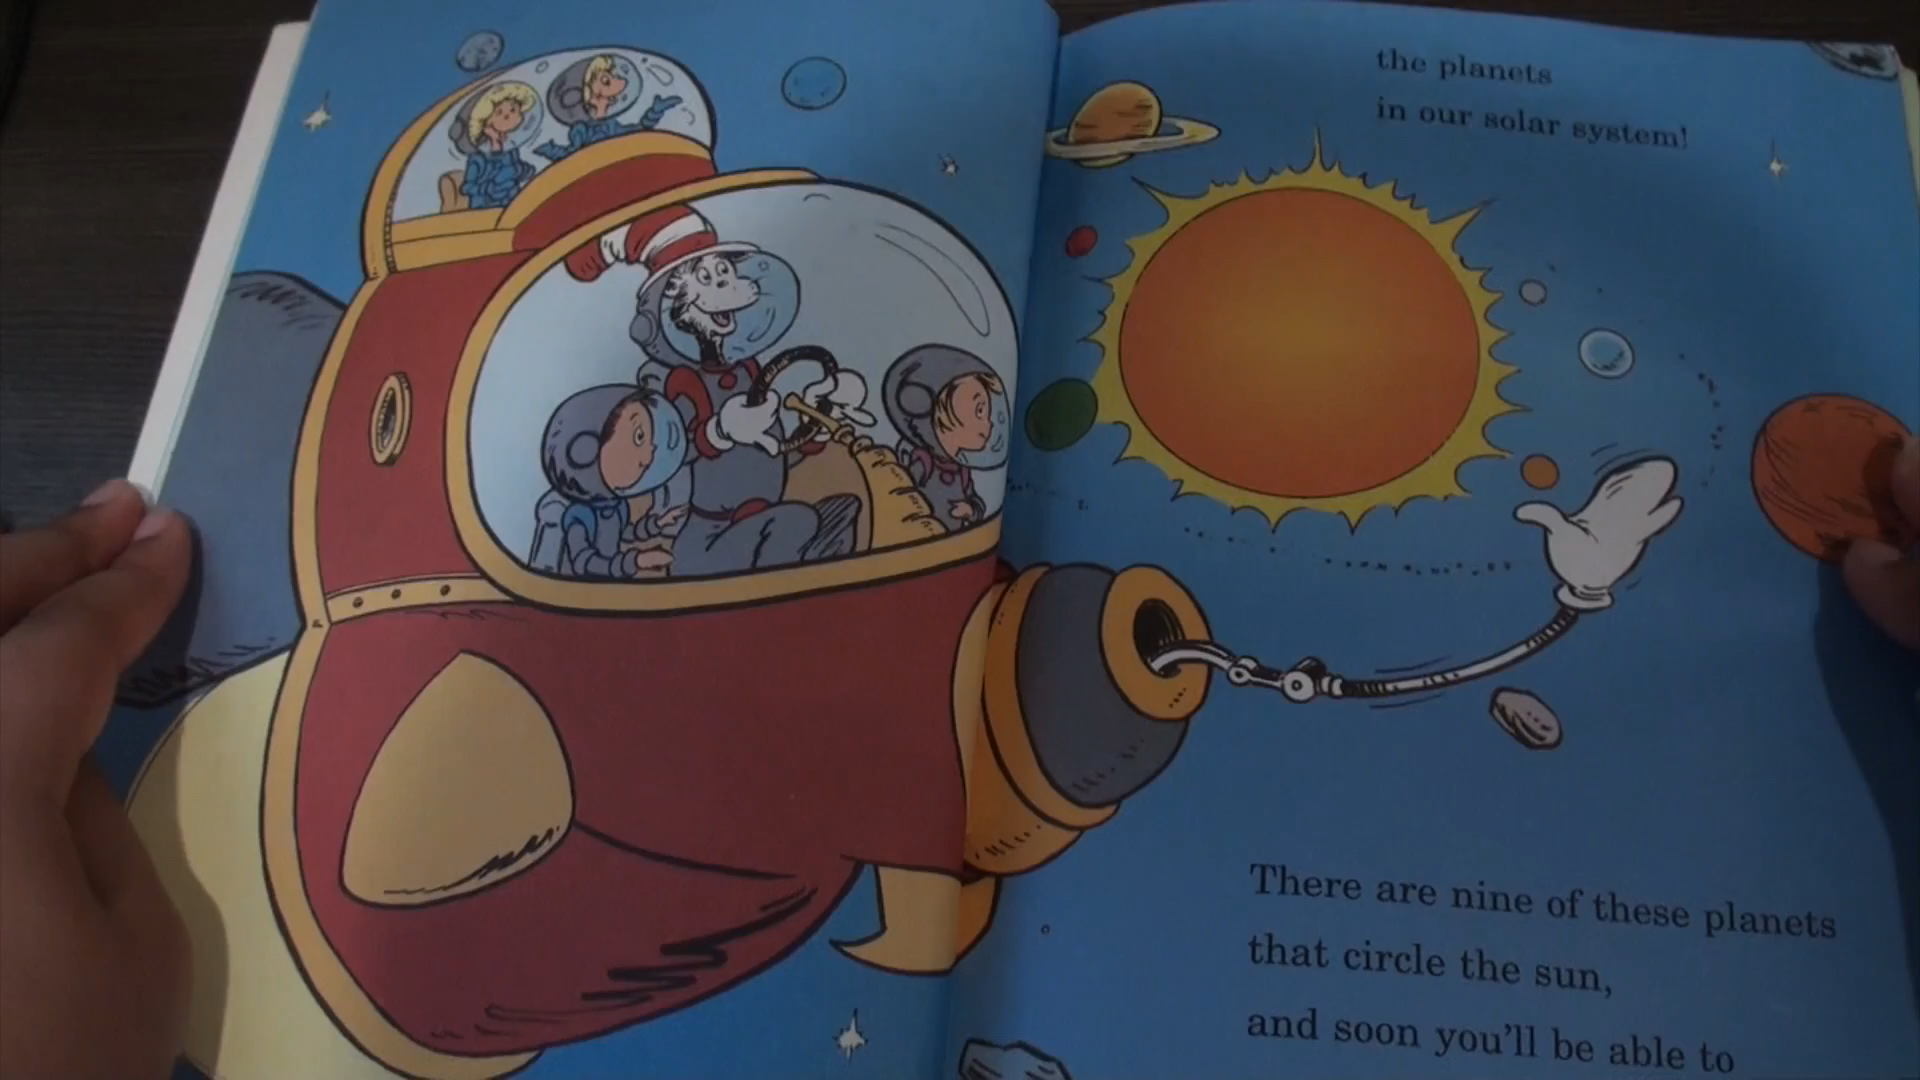 the planets
in our solar system!
There are nine of these planets
that circle the sun,
and soon you'll be able to